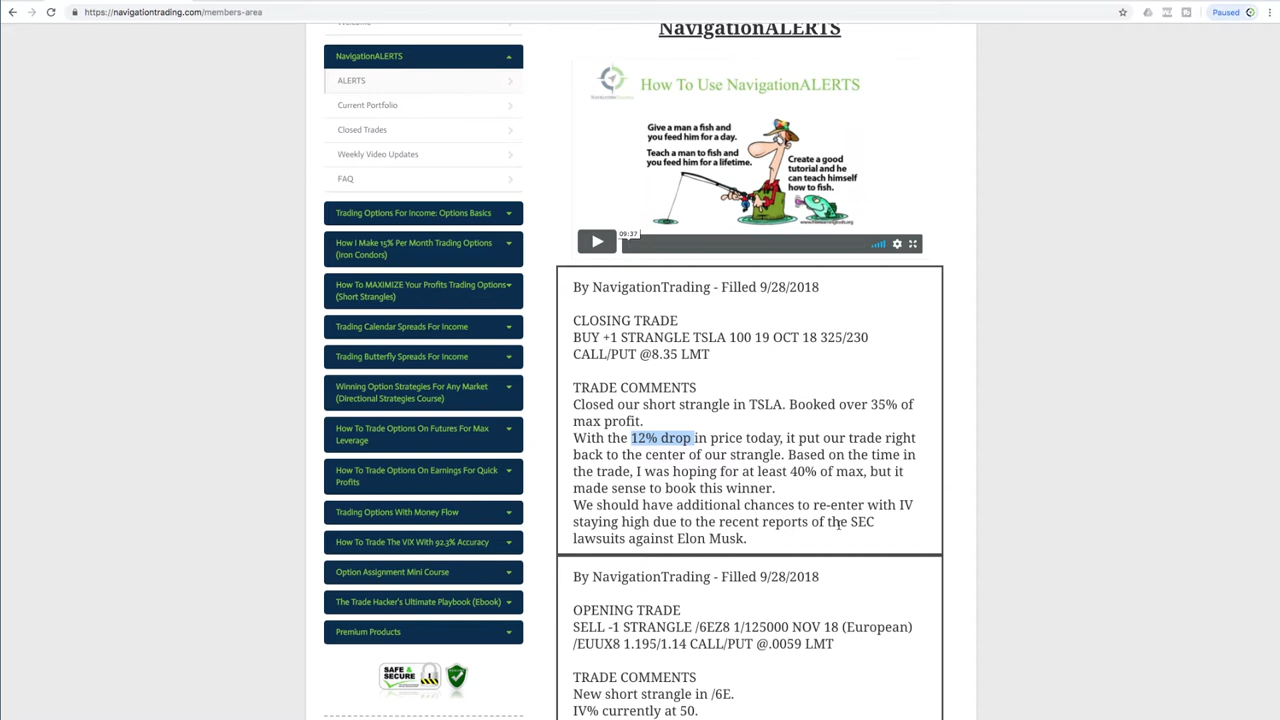 https://navigationtrading.com/members-area
Paused
NavigationALERTS
ALERTS
Current Portfolio
Closed Trades
Weekly Video Updates
FAQ
Trading Options For Income: Options Basics
How I Make 15% Per Month Trading Options
(Iron Condors)
How To MAXIMIZE Your Profits Trading Options
(Short Strangles)
Trading Calendar Spreads For Income
Trading Butterfly Spreads For Income
Winning Option Strategies For Any Market
(Directional Strategies Course)
How To Trade Options On Futures For Max
Leverage
How To Trade Options On Earnings For Quick
Profits
Trading Options With Money Flow
How To Trade The VIX With 92.3% Accuracy
Option Assignment Mini Course
The Trade Hacker's Ultimate Playbook (Ebook)
Premium Products
SAFE &
SECURE
NavigationALERTS
How To Use NavigationALERTS
Give a man a fish and
you feed him for a day.
Teach a man to fish and
you feed him for a lifetime.
Create a good
tutorial and he
can teach himself
how to fish.
09:37
By NavigationTrading - Filled 9/28/2018
CLOSING TRADE
BUY +1 STRANGLE TSLA 100 19 OCT 18 325/230
CALL/PUT @8.35 LMT
TRADE COMMENTS
Closed our short strangle in TSLA. Booked over 35% of
max profit.
With the 12% drop in price today, it put our trade right
back to the center of our strangle. Based on the time in
the trade, I was hoping for at least 40% of max, but it
made sense to book this winner.
We should have additional chances to re-enter with IV
staying high due to the recent reports of the SEC
lawsuits against Elon Musk.
By NavigationTrading - Filled 9/28/2018
OPENING TRADE
SELL -1 STRANGLE /6EZ8 1/125000 NOV 18 (European)
/EUUX8 1.195/1.14 CALL/PUT @.0059 LMT
TRADE COMMENTS
New short strangle in /6E.
IV% currently at 50.